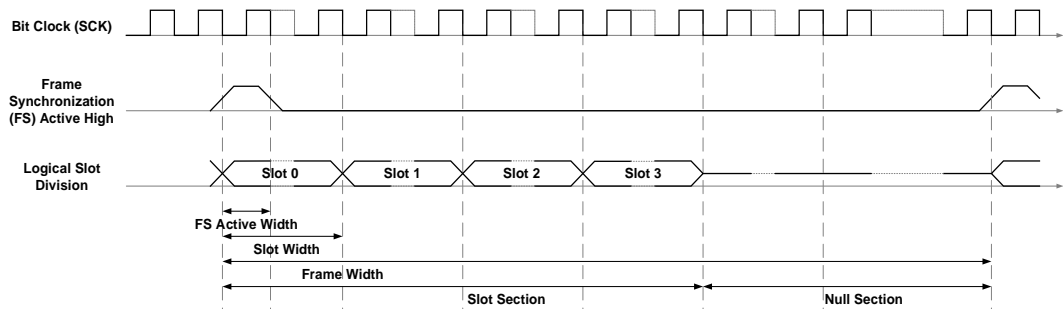 Bit Clock (SCK)
Frame
Synchronization
(FS) Active High
Logical Slot
Division
Slot 0
Slot 1
Slot 2
Slot 3
FS Active Width
Slot Width
Frame Width
Slot Section
Null Section